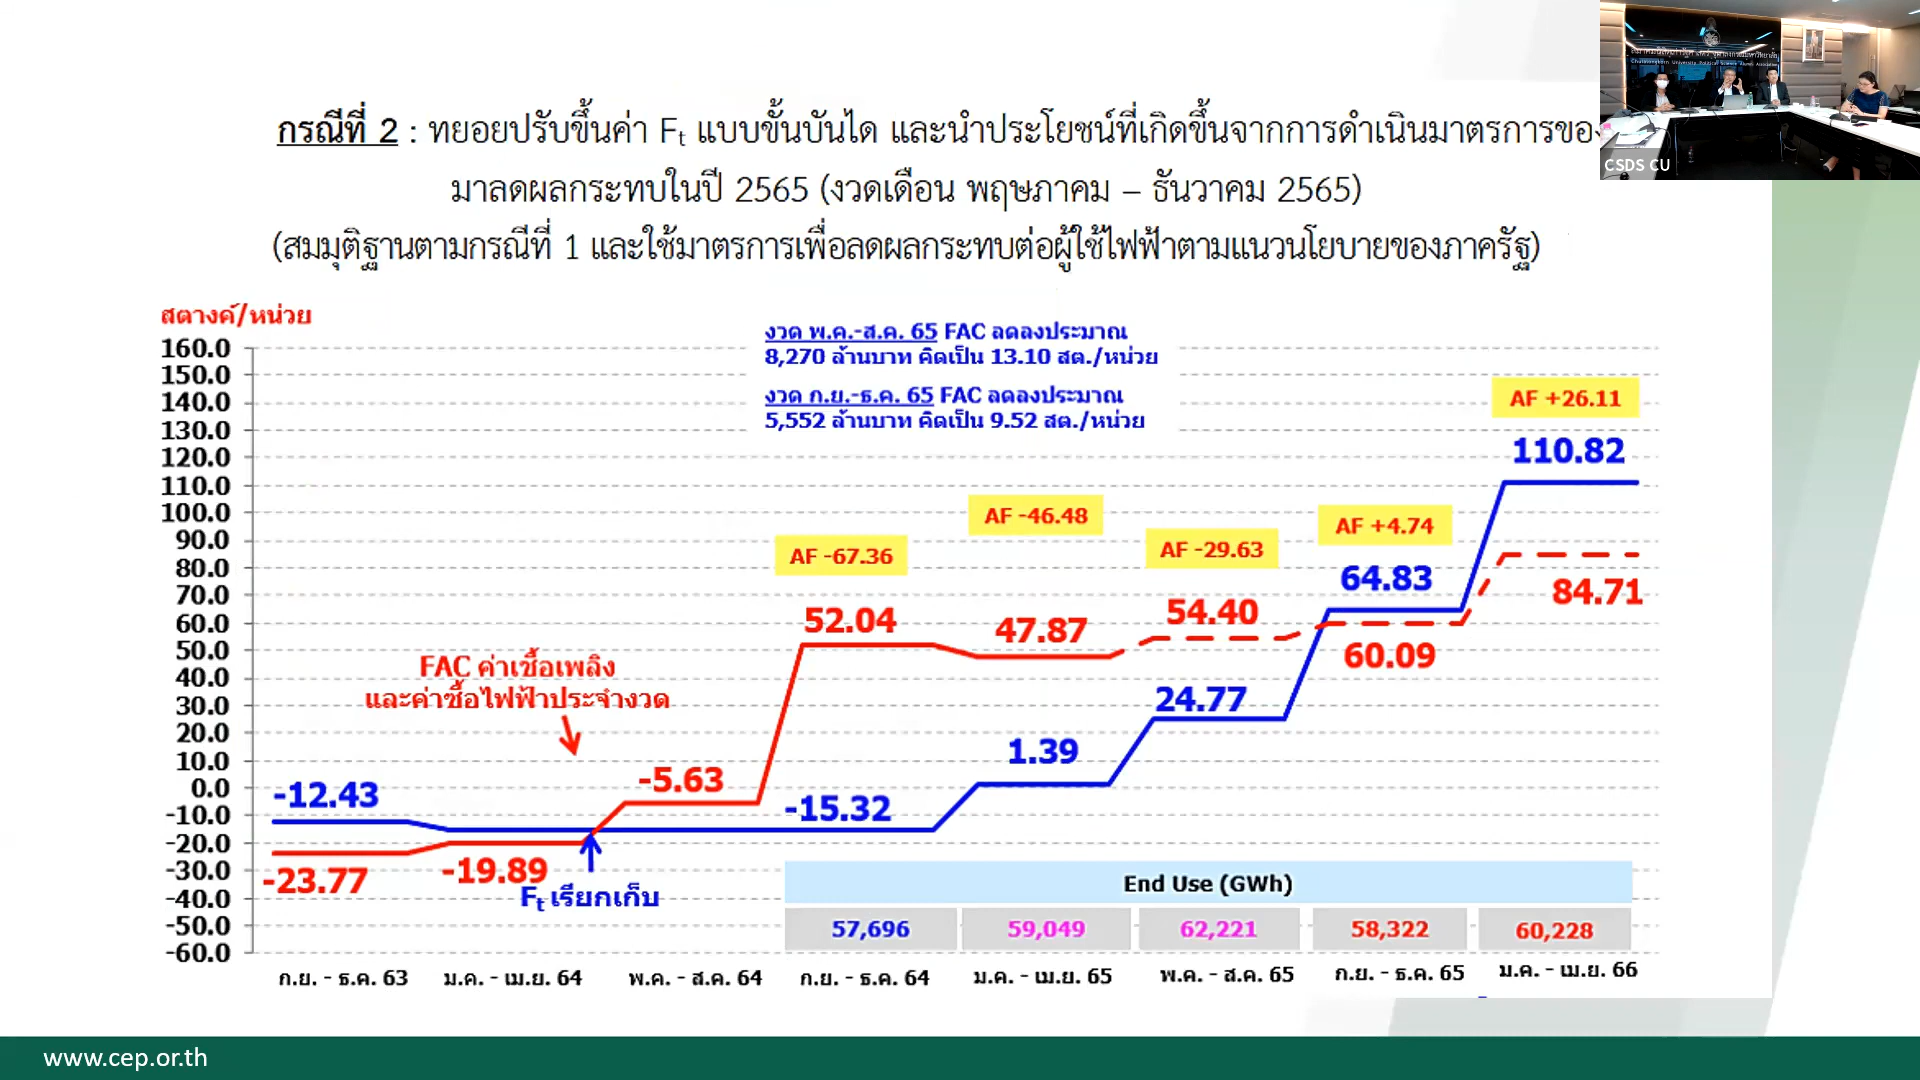 กรณีที่ 2 : ทยอยปรับขึ้นค่า Ft แบบขั้นบันได และนำประโยชน์ที่เกิดขึ้นจากการดำเนินมาตรการของ
มาลดผลกระทบในปี 2565 (งวดเดือน พฤษภาคม – ธันวาคม 2565)
(สมมุติฐานตามกรณีที่ 1 และใช้มาตรการเพื่อลดผลกระทบต่อผู้ใช้ไฟฟ้าตามแนวนโยบายของภาครัฐ)
CSDS CU
สตางค์/หน่วย
160.0
150.0
140.0
130.0
120.0
110.0
100.0
90.0
80.0
70.0
60.0
50.0
40.0
30.0
20.0
10.0
0.0
-10.0
-20.0
-30.0
-40.0
-50.0
-60.0
งวด พ.ค.-ส.ค. 65 FAC ลดลงประมาณ
8,270 ล้านบาท คิดเป็น 13.10 สต./หน่วย
งวด ก.ย.-ธ.ค. 65 FAC ลดลงประมาณ
5,552 ล้านบาท คิดเป็น 9.52 สต./หน่วย
AF -67.36
AF -46.48
AF -29.63
AF +4.74
AF +26.11
110.82
64.83
84.71
52.04
47.87
54.40
60.09
FAC ค่าเชื้อเพลิง
และค่าซื้อไฟฟ้าประจำงวด
24.77
-5.63
1.39
-12.43
-15.32
-23.77
-19.89
Ft เรียกเก็บ
End Use (GWh)
57,696 59,049 62,221 58,322 60,228
ก.ย. - ธ.ค. 63 ม.ค. - เม.ย. 64 พ.ค. - ส.ค. 64 ก.ย. - ธ.ค. 64 ม.ค. - เม.ย. 65 พ.ค. - ส.ค. 65 ก.ย. - ธ.ค. 65 ม.ค. - เม.ย. 66
www.cep.or.th